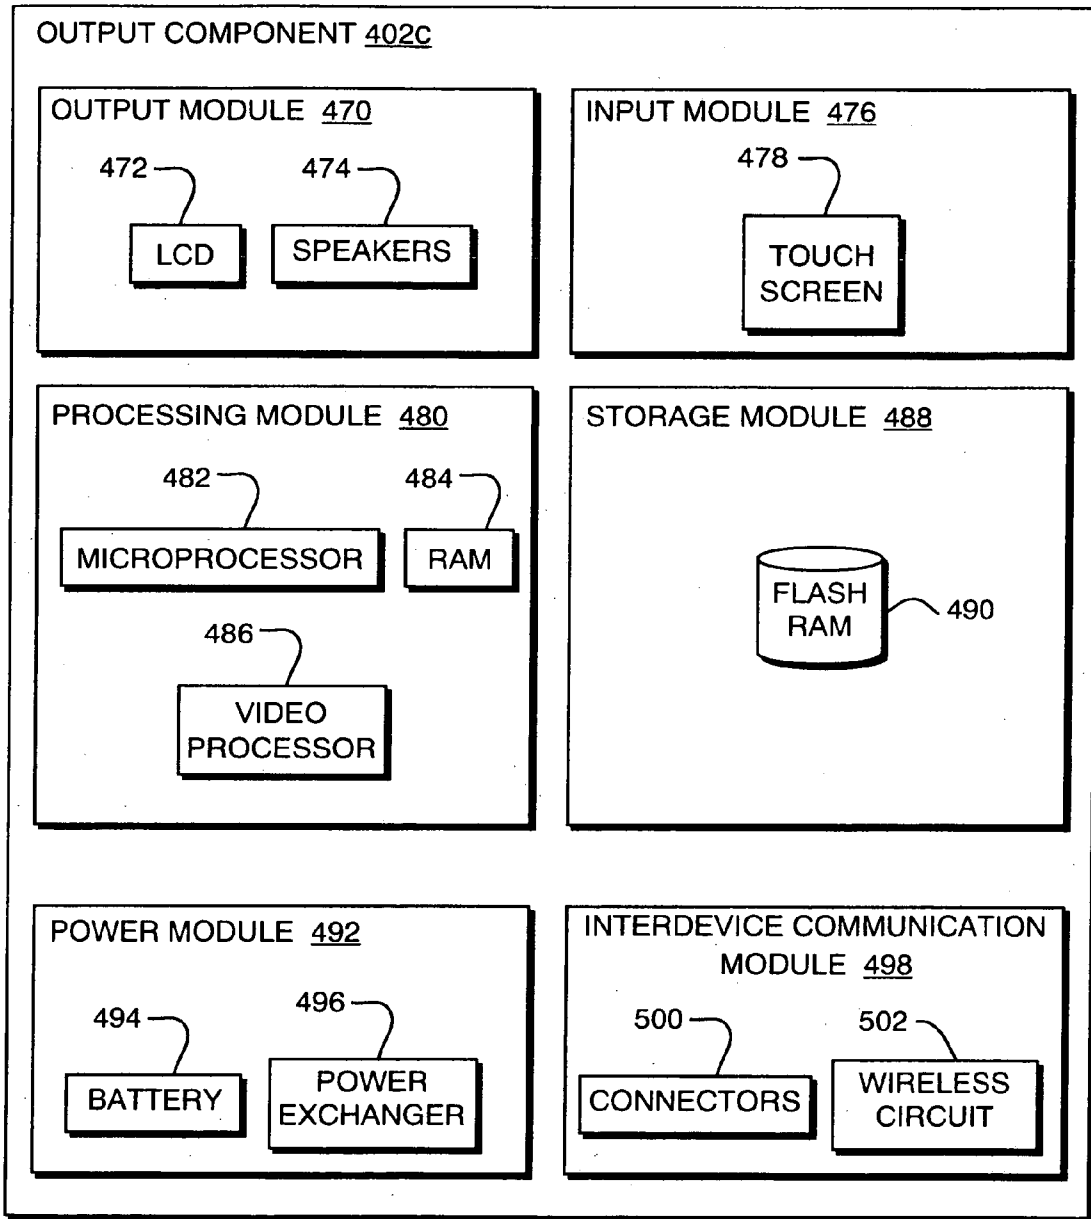 OUTPUT COMPONENT 402c
OUTPUT MODULE 470
472
474
LCD
SPEAKERS
INPUT MODULE 476
478
TOUCH
SCREEN
PROCESSING MODULE 480
482
484
MICROPROCESSOR
RAM
486
VIDEO
PROCESSOR
STORAGE MODULE 488
FLASH
RAM
490
POWER MODULE 492
494
496
BATTERY
POWER
EXCHANGER
INTERDEVICE COMMUNICATION
MODULE 498
500
502
CONNECTORS
WIRELESS
CIRCUIT